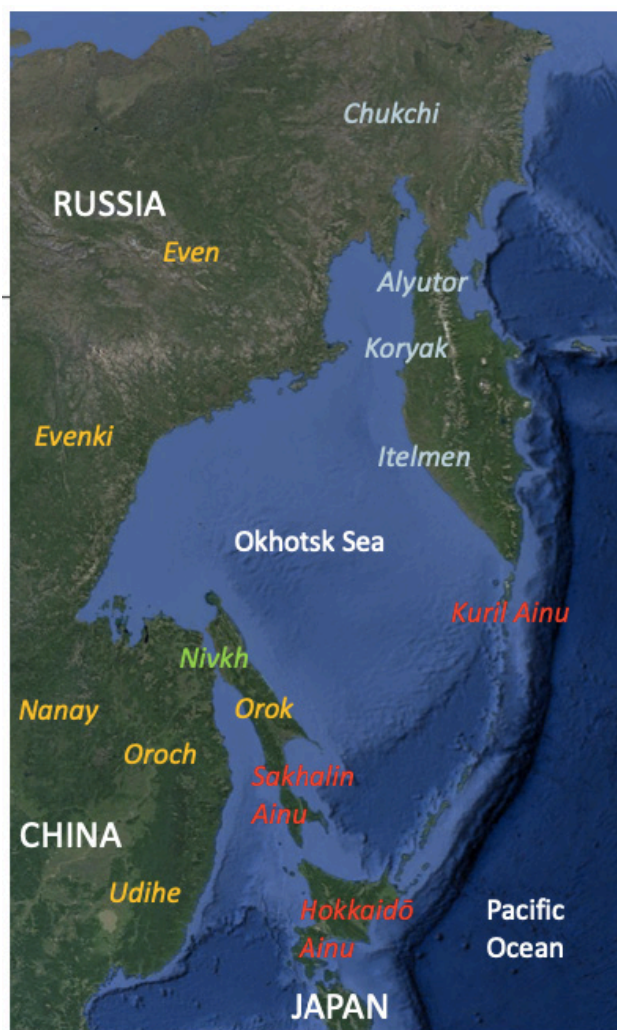 Chukchi
RUSSIA
Even
Alyutor
Koryak
Evenki
Itelmen
Okhotsk Sea
Kuril Ainu
Nivkh
Nanay
Orok
Oroch
Sakhalin
Ainu
CHINA
Udihe
Hokkaidō
Ainu
Pacific
Ocean
JAPAN